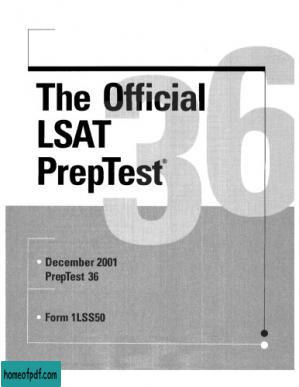 36
The Official
LSAT
PrepTest®
• December 2001
PrepTest 36
• Form 1LSS50
homeofpdf.com